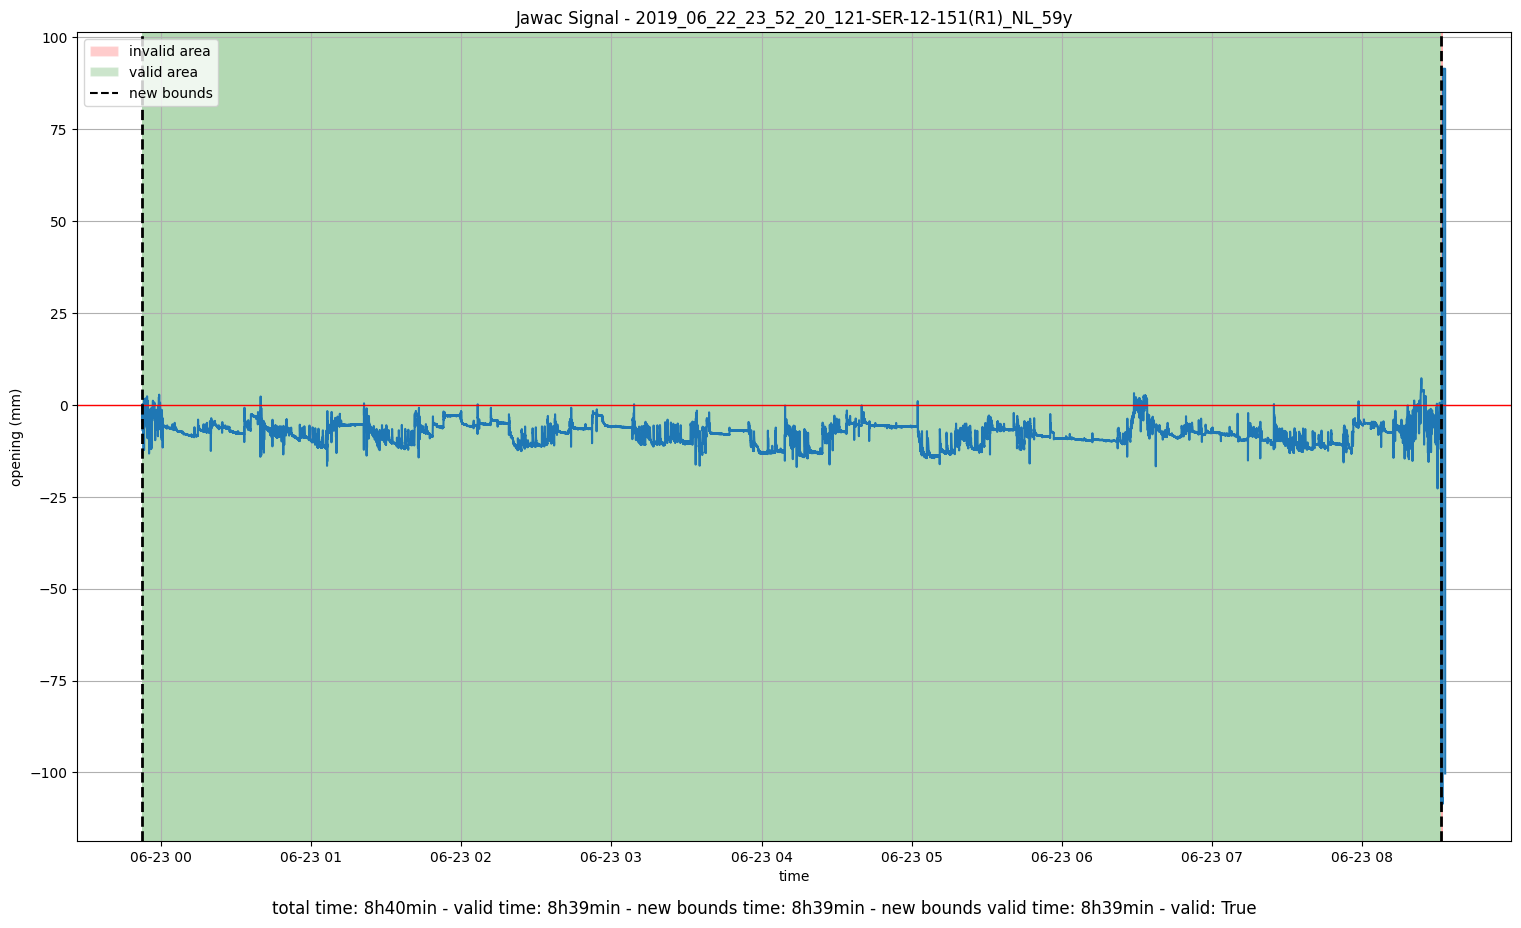 Jawac Signal - 2019_06_22_23_52_20_121-SER-12-151(R1)_NL_59y
invalid area
valid area
new bounds
100
75
50
25
0
−25
−50
−75
−100
opening (mm)
06-23 00
06-23 01
06-23 02
06-23 03
06-23 04
06-23 05
06-23 06
06-23 07
06-23 08
time
total time: 8h40min - valid time: 8h39min - new bounds time: 8h39min - new bounds valid time: 8h39min - valid: True